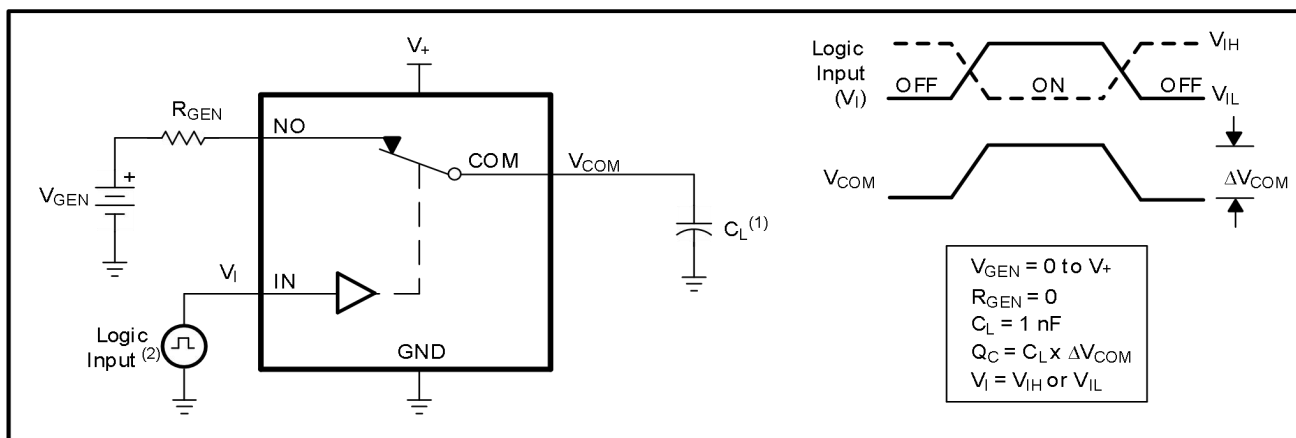 V+
RGEN
NO
COM
VCOM
VGEN
+
CL(1)
VI
IN
Logic
Input (2)
GND
Logic
Input
(VI)
OFF
ON
OFF
VIH
VIL
VCOM
ΔVCOM
VGEN = 0 to V+
RGEN = 0
CL = 1 nF
QC = CL x ΔVCOM
VI = VIH or VIL